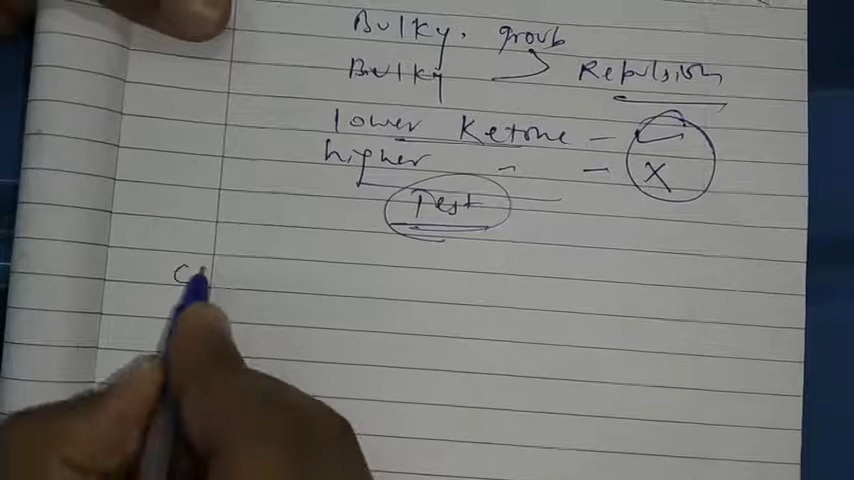 Bulky. group
Bulky > Repulsion
lower Ketone - ✓
higher " - X
Test
C